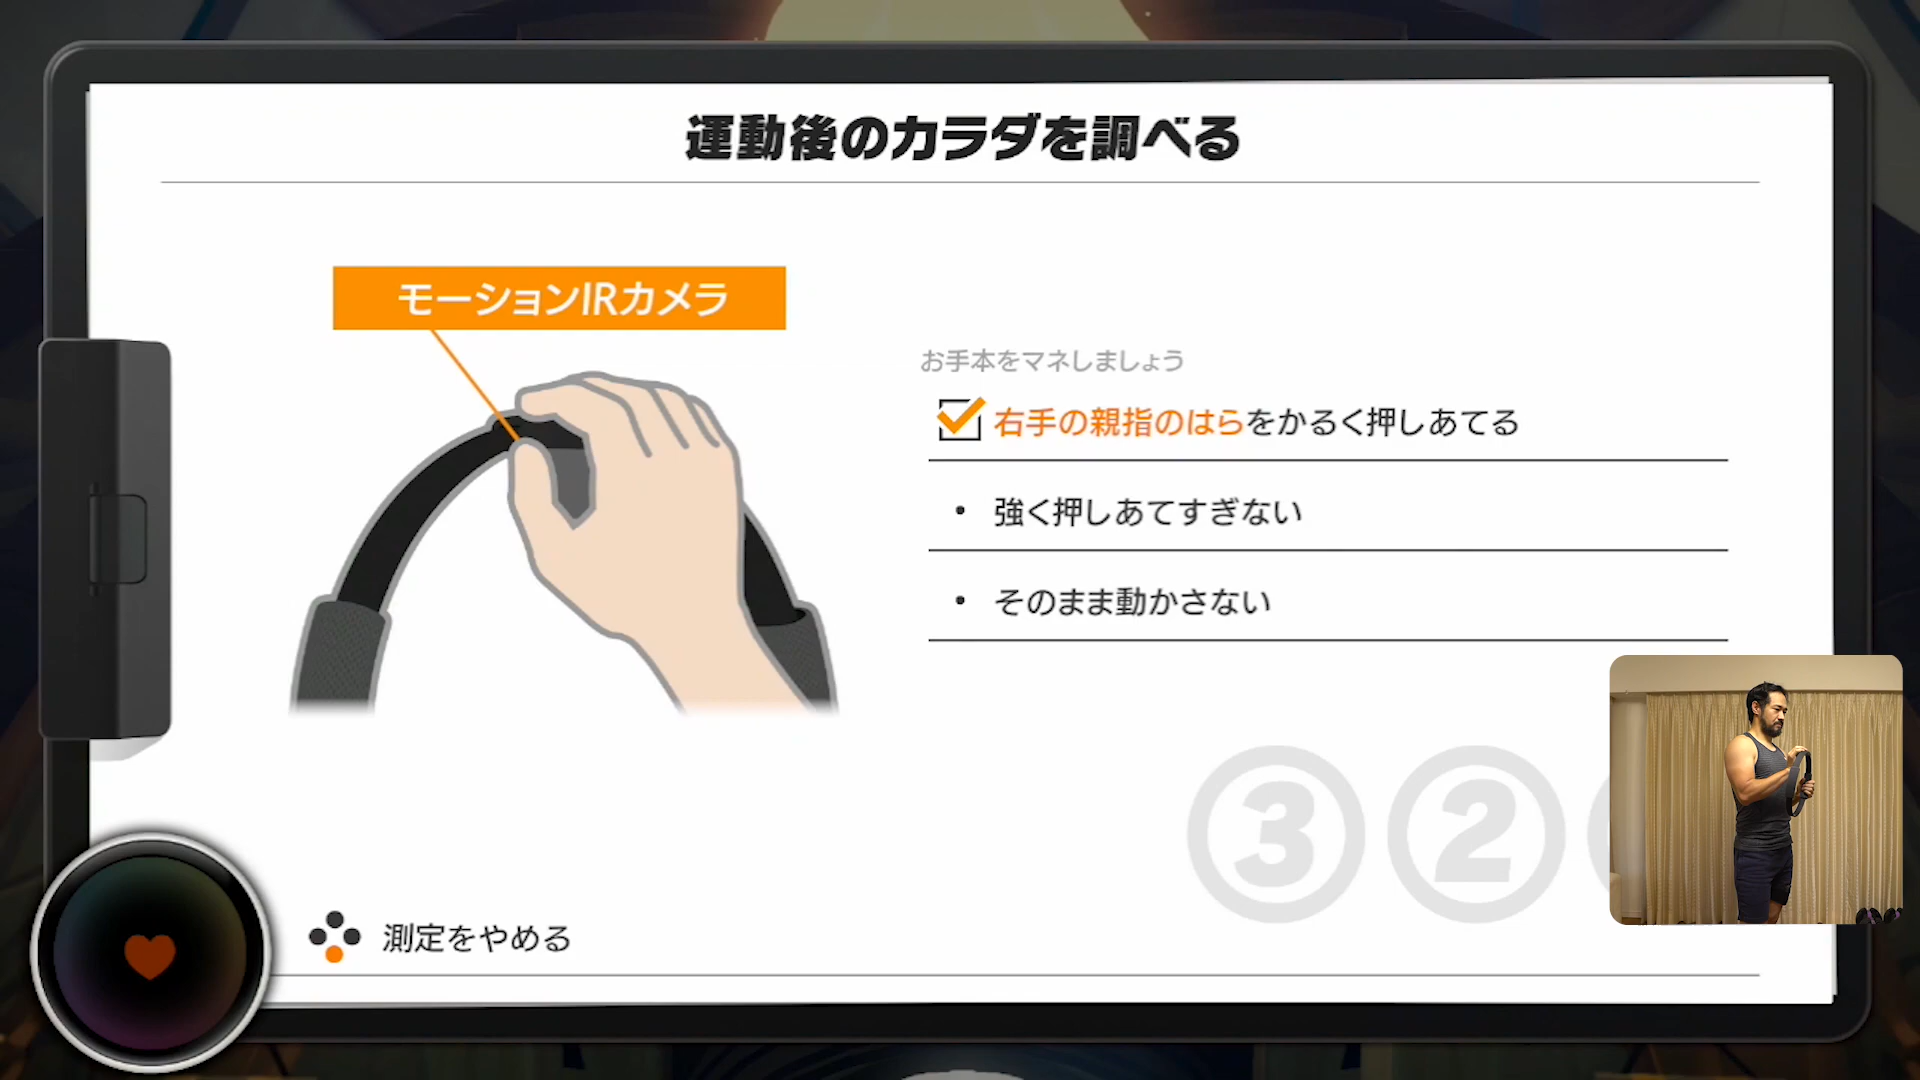 運動後のカラダを調べる
モーションIRカメラ
お手本をマネしましょう
右手の親指のはらをかるく押しあてる
・ 強く押しあてすぎない
・ そのまま動かさない
3 2
測定をやめる